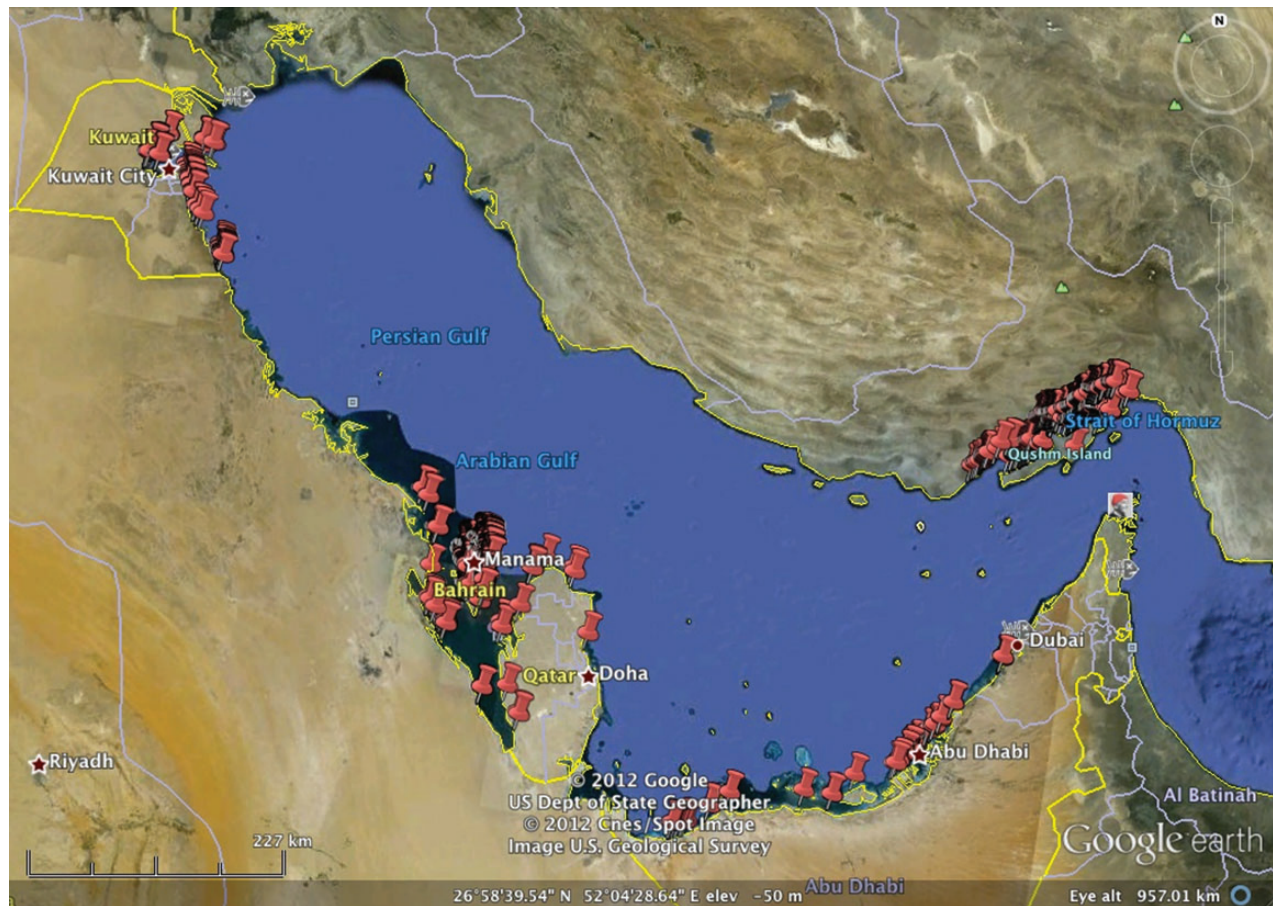 N
Kuwait
Kuwait City
Persian Gulf
Strait of Hormuz
Qushm Island
Arabian Gulf
Manama
Bahrain
Dubai
Qatar
Doha
Abu Dhabi
Riyadh
© 2012 Google
US Dept of State Geographer
© 2012 Cnes/Spot Image
Image U.S. Geological Survey
Al Batinah
Google earth
227 km
Abu Dhabi
26°58'39.54" N 52°04'28.64" E elev -50 m
Eye alt 957.01 km